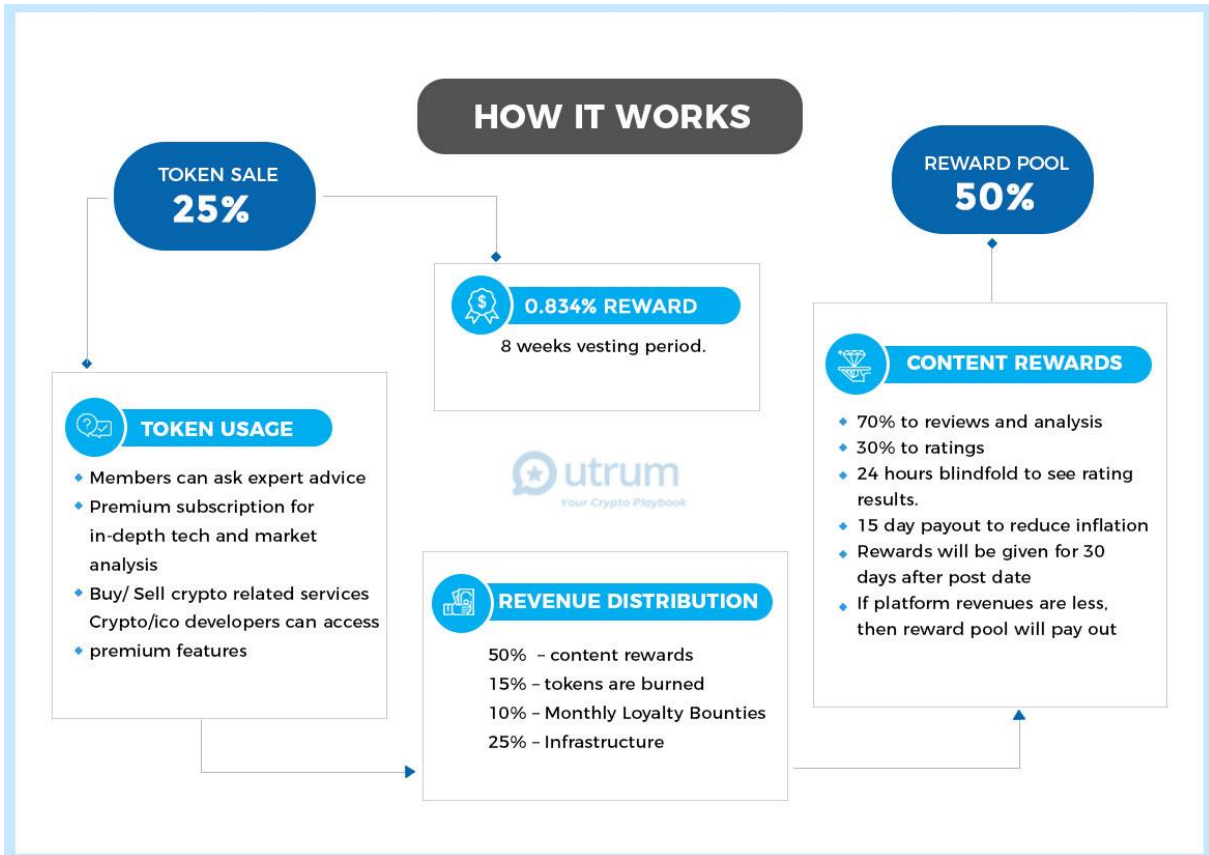 HOW IT WORKS
TOKEN SALE
25%
REWARD POOL
50%
0.834% REWARD
8 weeks vesting period.
TOKEN USAGE
Members can ask expert advice
Premium subscription for
in-depth tech and market
analysis
Buy/ Sell crypto related services
Crypto/ico developers can access
premium features
utrum
Your Crypto Playbook
REVENUE DISTRIBUTION
50% – content rewards
15% – tokens are burned
10% – Monthly Loyalty Bounties
25% – Infrastructure
CONTENT REWARDS
70% to reviews and analysis
30% to ratings
24 hours blindfold to see rating
results.
15 day payout to reduce inflation
Rewards will be given for 30
days after post date
If platform revenues are less,
then reward pool will pay out